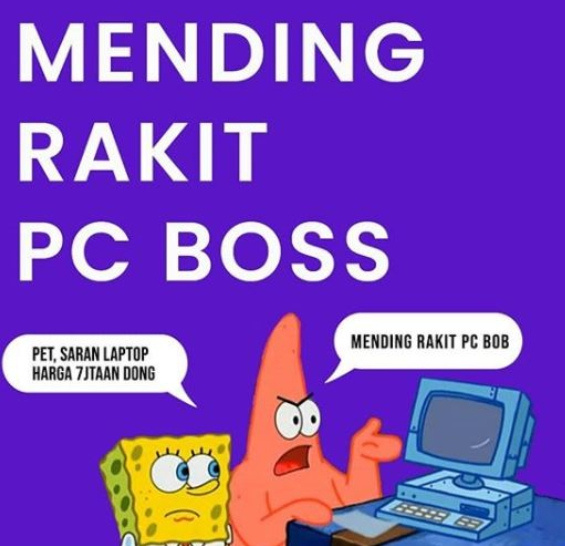 MENDING
RAKIT
PC BOSS
PET, SARAN LAPTOP
HARGA 7JTAAN DONG
MENDING RAKIT PC BOB